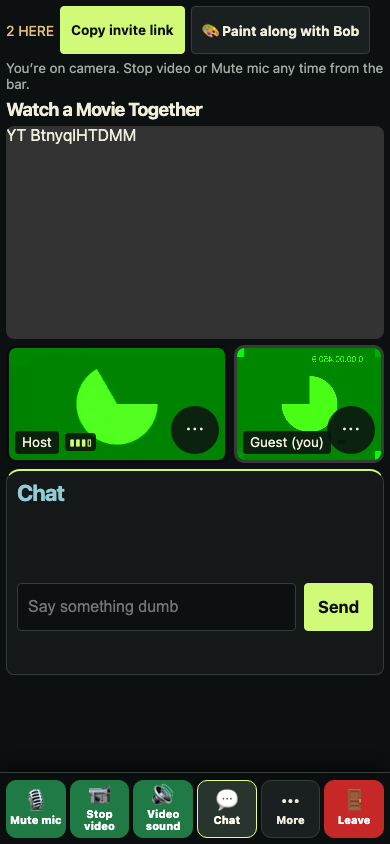 2 HERE
Copy invite link
🎨 Paint along with Bob
You're on camera. Stop video or Mute mic any time from the
bar.
Watch a Movie Together
YT BtnyqlHTDMM
Host
Guest (you)
Chat
Say something dumb
Send
Mute mic
Stop
video
Video
sound
Chat
More
Leave